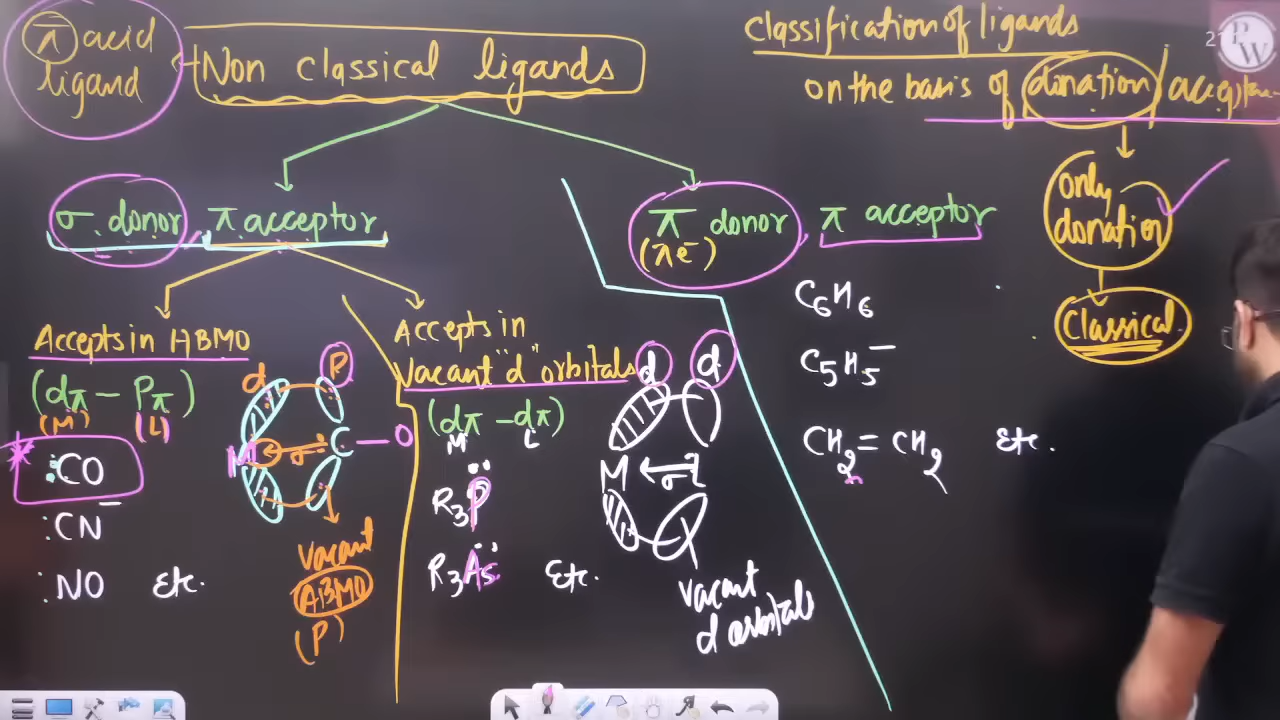 π acid
ligand
Non classical ligands
Classification of ligands
on the basis of donation/
only
donation
Classical
σ donor, π acceptor
π donor, π acceptor
(πe⁻)
Accepts in ABMO
(dπ - Pπ)
(M) (L)
:CO
:CN⁻
:NO Etc.
d P
M ← σ : C - O
vacant
ABMO
(P)
Accepts in
Vacant "d" orbitals
(dπ - dπ)
M L
R₃P̈
R₃Äs Etc.
d d
M ← σ L
vacant
d orbitals
C₆H₆
C₅H₅⁻
CH₂ = CH₂ Etc.
PW